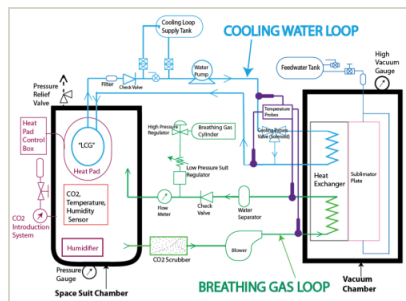 Cooling Loop
Supply Tank
COOLING WATER LOOP
High
Vacuum
Gauge
Feedwater Tank
Filter
Check Valve
Water
Pump
Pressure
Relief
Valve
Temperature
Probes
Heat
Pad
Control
Box
High Pressure
Regulator
Breathing Gas
Cylinder
"LCG"
Heat Pad
Low Pressure Suit
Regulator
Heat
Exchanger
Sublimator
Plate
CO2,
Temperature,
Humidity
Sensor
Flow
Meter
Check
Valve
Water
Separator
CO2
Introduction
System
Humidifier
CO2 Scrubber
Blower
Pressure
Gauge
Space Suit Chamber
BREATHING GAS LOOP
Vacuum
Chamber